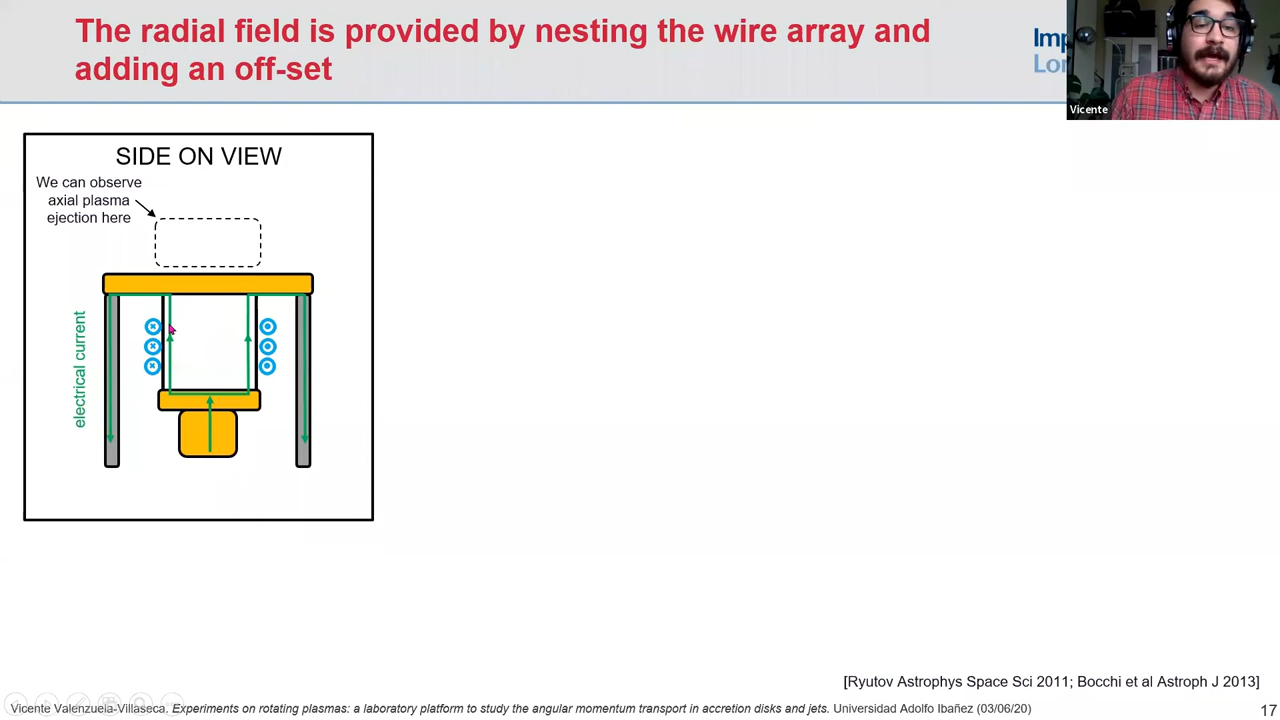 The radial field is provided by nesting the wire array and
adding an off-set
Vicente
SIDE ON VIEW
We can observe
axial plasma
ejection here
electrical current
[Ryutov Astrophys Space Sci 2011; Bocchi et al Astroph J 2013]
Vicente Valenzuela-Villaseca. Experiments on rotating plasmas: a laboratory platform to study the angular momentum transport in accretion disks and jets. Universidad Adolfo Ibañez (03/06/20)
17